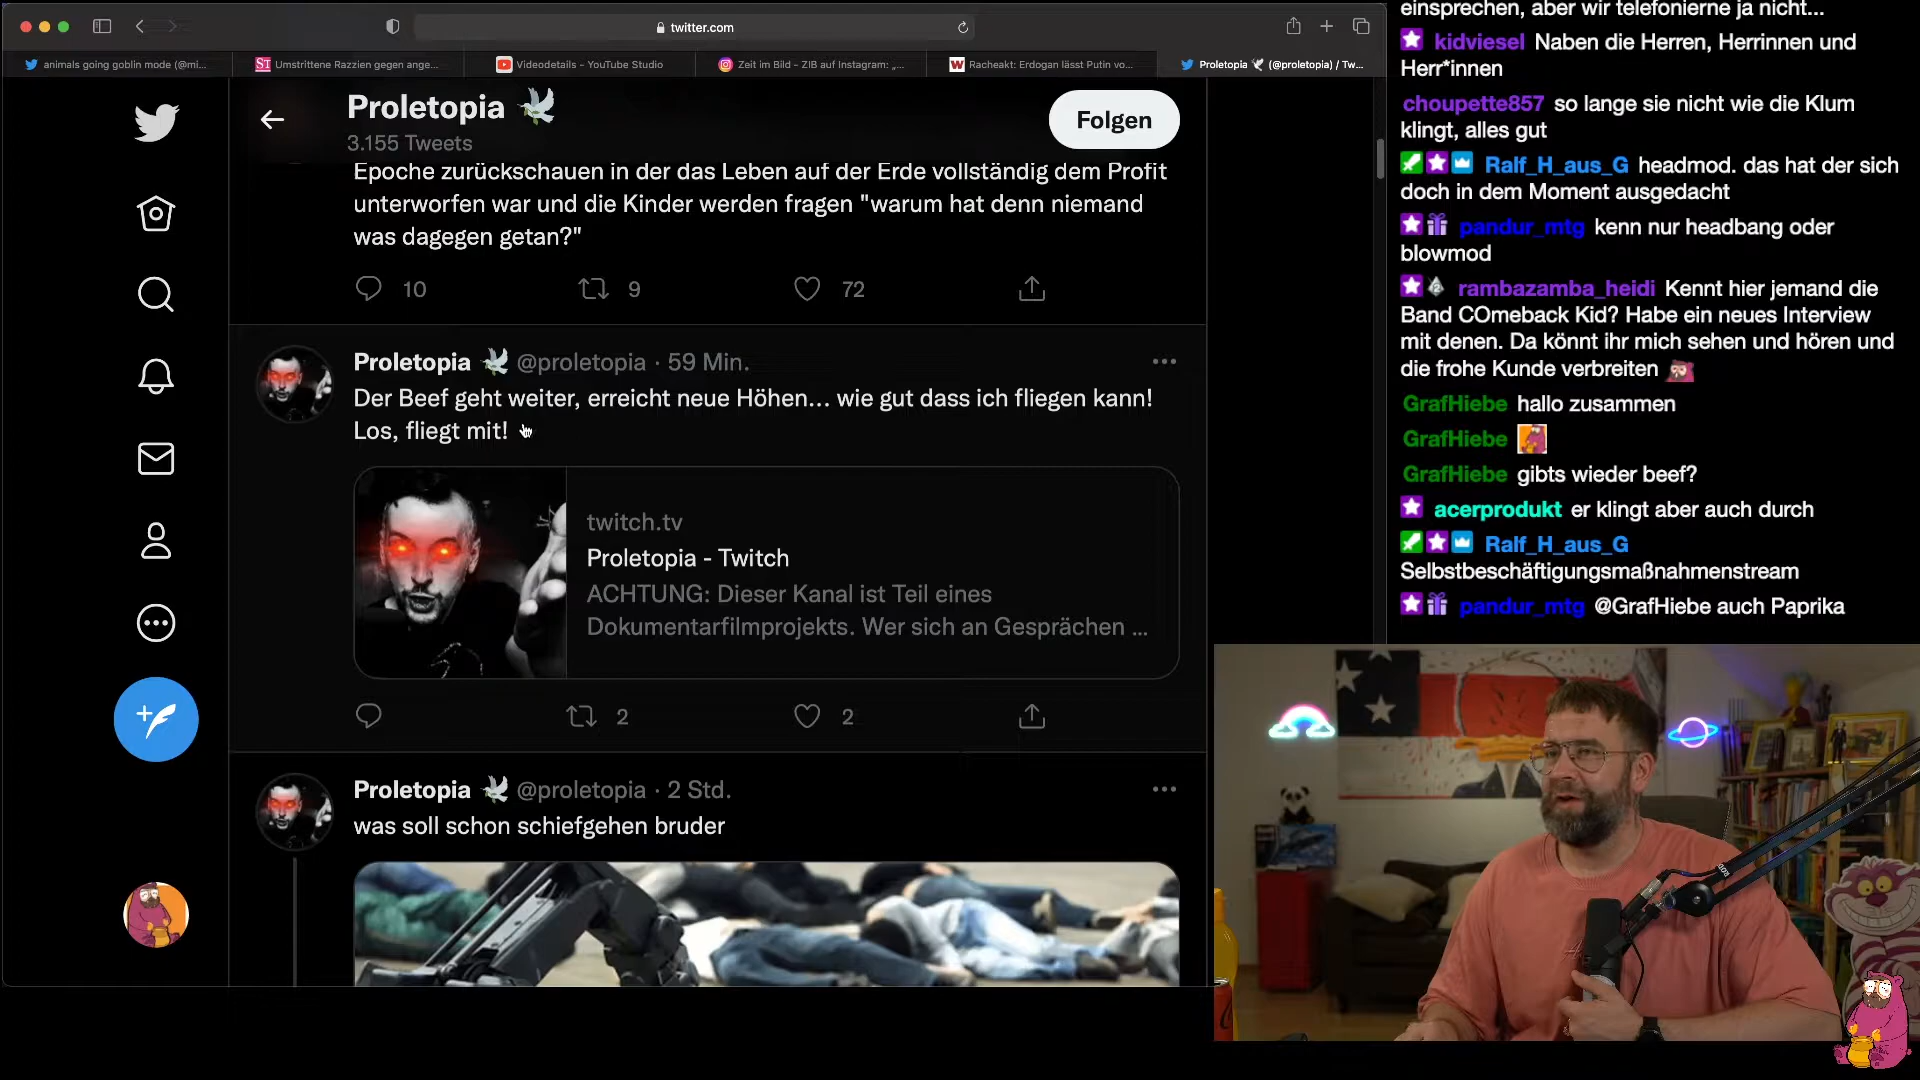 twitter.com
animals going goblin mode (@mi...
ST Umstrittene Razzien gegen ange...
Videodetails – YouTube Studio
Zeit im Bild - ZIB auf Instagram: „...
W Racheakt: Erdogan lässt Putin vo...
Proletopia (@proletopia) / Tw...
Proletopia
3.155 Tweets
Folgen
Epoche zurückschauen in der das Leben auf der Erde vollständig dem Profit
unterworfen war und die Kinder werden fragen "warum hat denn niemand
was dagegen getan?"
10 9 72
Proletopia @proletopia · 59 Min.
Der Beef geht weiter, erreicht neue Höhen... wie gut dass ich fliegen kann!
Los, fliegt mit!
twitch.tv
Proletopia - Twitch
ACHTUNG: Dieser Kanal ist Teil eines
Dokumentarfilmprojekts. Wer sich an Gesprächen ...
2 2
Proletopia @proletopia · 2 Std.
was soll schon schiefgehen bruder
einsprechen, aber wir telefonierne ja nicht...
kidviesel Naben die Herren, Herrinnen und
Herr*innen
choupette857 so lange sie nicht wie die Klum
klingt, alles gut
Ralf_H_aus_G headmod. das hat der sich
doch in dem Moment ausgedacht
pandur_mtg kenn nur headbang oder
blowmod
rambazamba_heidi Kennt hier jemand die
Band COmeback Kid? Habe ein neues Interview
mit denen. Da könnt ihr mich sehen und hören und
die frohe Kunde verbreiten
GrafHiebe hallo zusammen
GrafHiebe
GrafHiebe gibts wieder beef?
acerprodukt er klingt aber auch durch
Ralf_H_aus_G
Selbstbeschäftigungsmaßnahmenstream
pandur_mtg @GrafHiebe auch Paprika